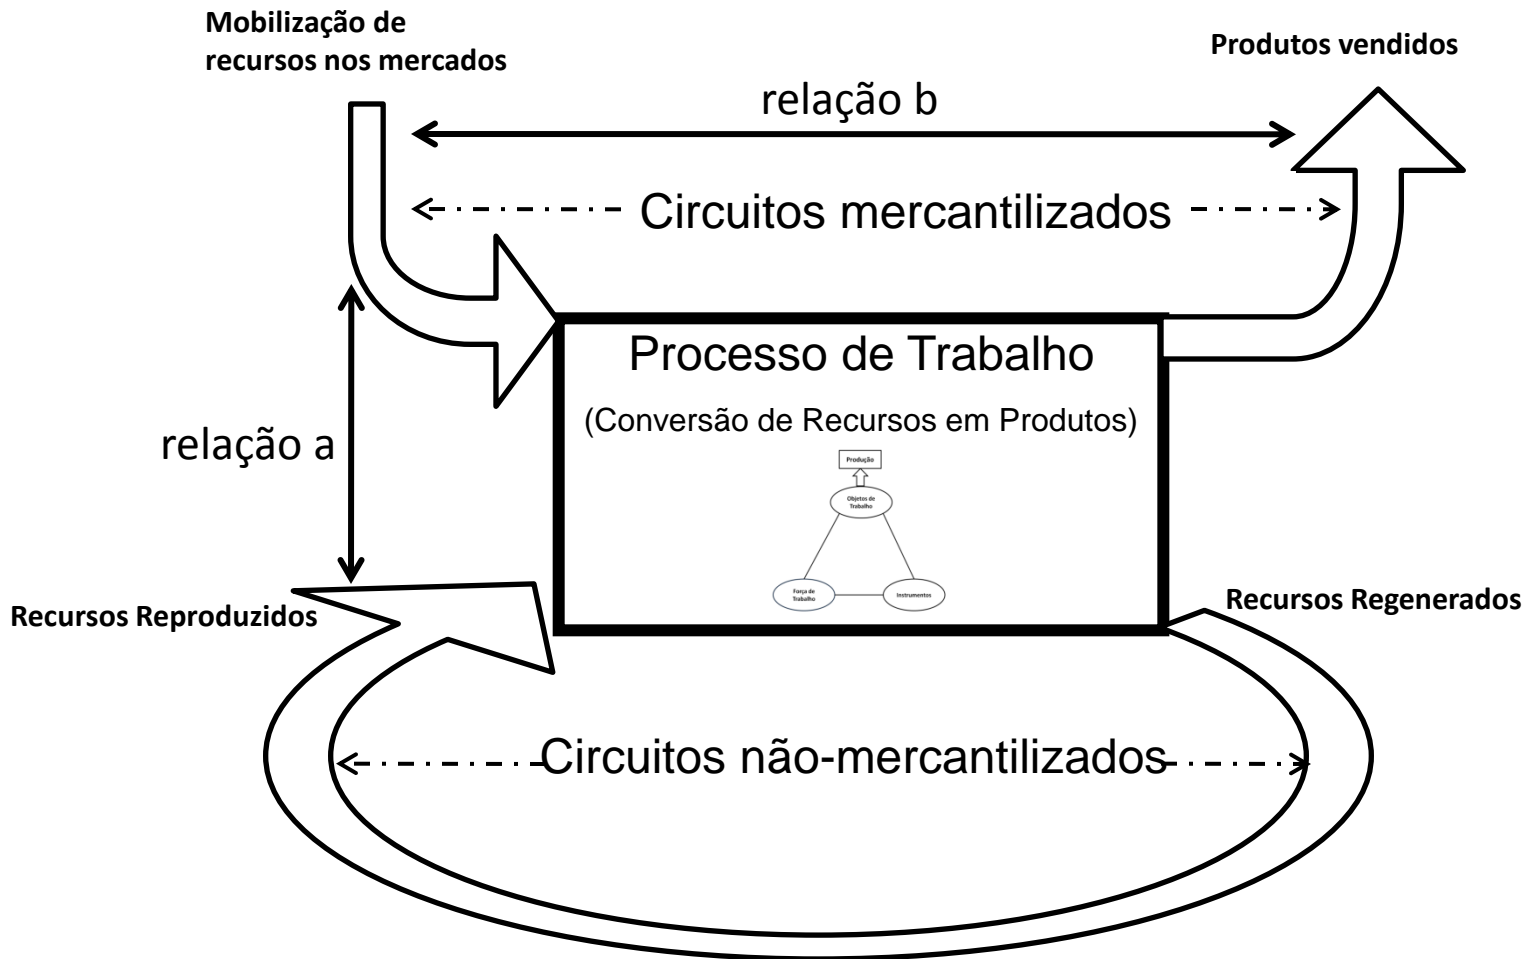 Mobilização de
recursos nos mercados
Produtos vendidos
relação b
Circuitos mercantilizados
Processo de Trabalho
(Conversão de Recursos em Produtos)
relação a
Produção
Objetos de
Trabalho
Força de
Trabalho
Instrumentos
Recursos Reproduzidos
Recursos Regenerados
Circuitos não-mercantilizados